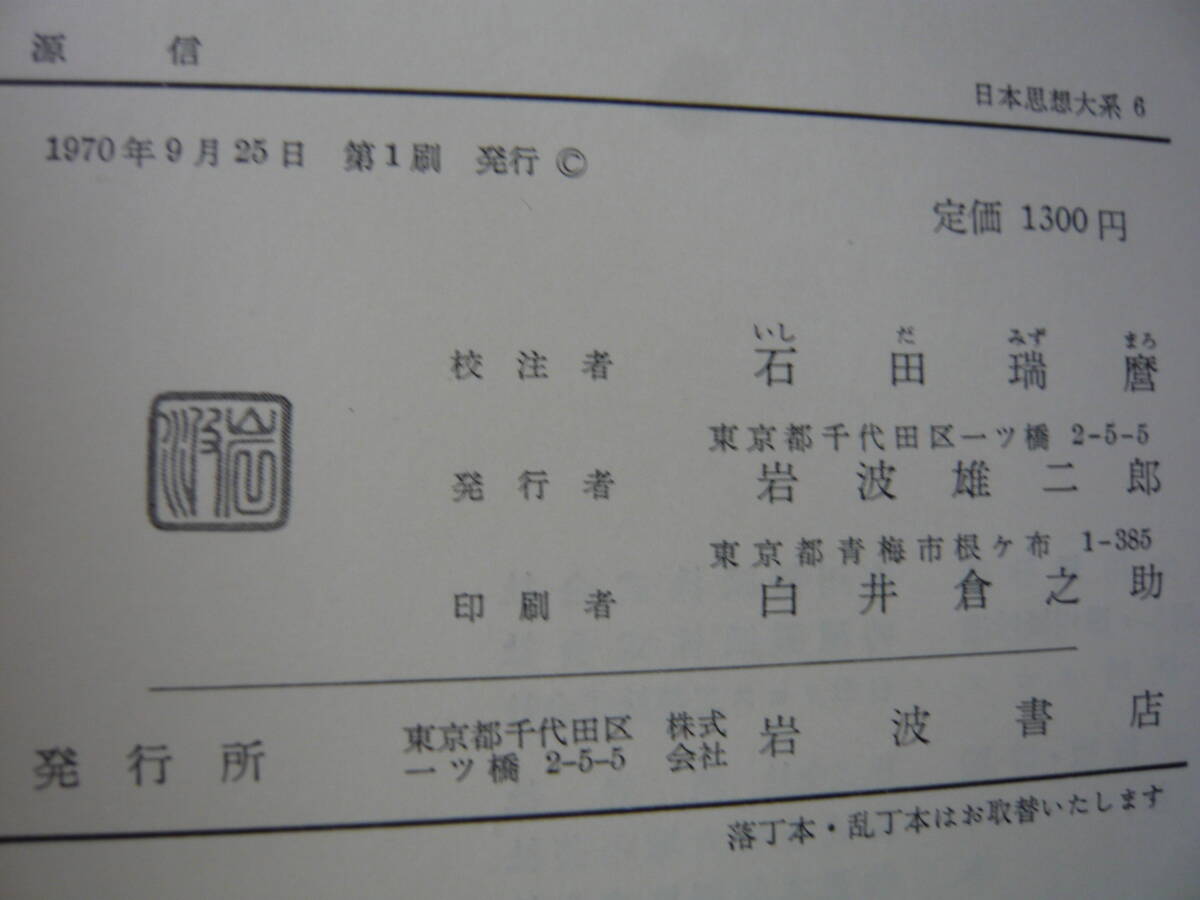 源信
日本思想大系 6
1970年9月25日 第1刷 発行 ©
定価 1300円
いし だ みず まろ
校注者 石田瑞麿
東京都千代田区一ツ橋 2-5-5
発行者 岩波雄二郎
東京都青梅市根ケ布 1-385
印刷者 白井倉之助
岩波
発行所 東京都千代田区一ツ橋 2-5-5 株式会社 岩波書店
落丁本・乱丁本はお取替いたします